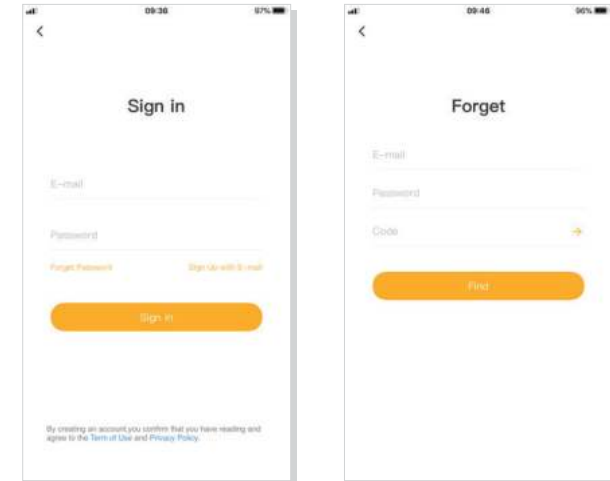 09:36
97%
Sign in
E-mail
Password
Forget Password
Sign Up with E-mail
Sign in
By creating an account,you confirm that you have reading and
agree to the Term of Use and Privacy Policy.
09:46
96%
Forget
E-mail
Password
Code
Find